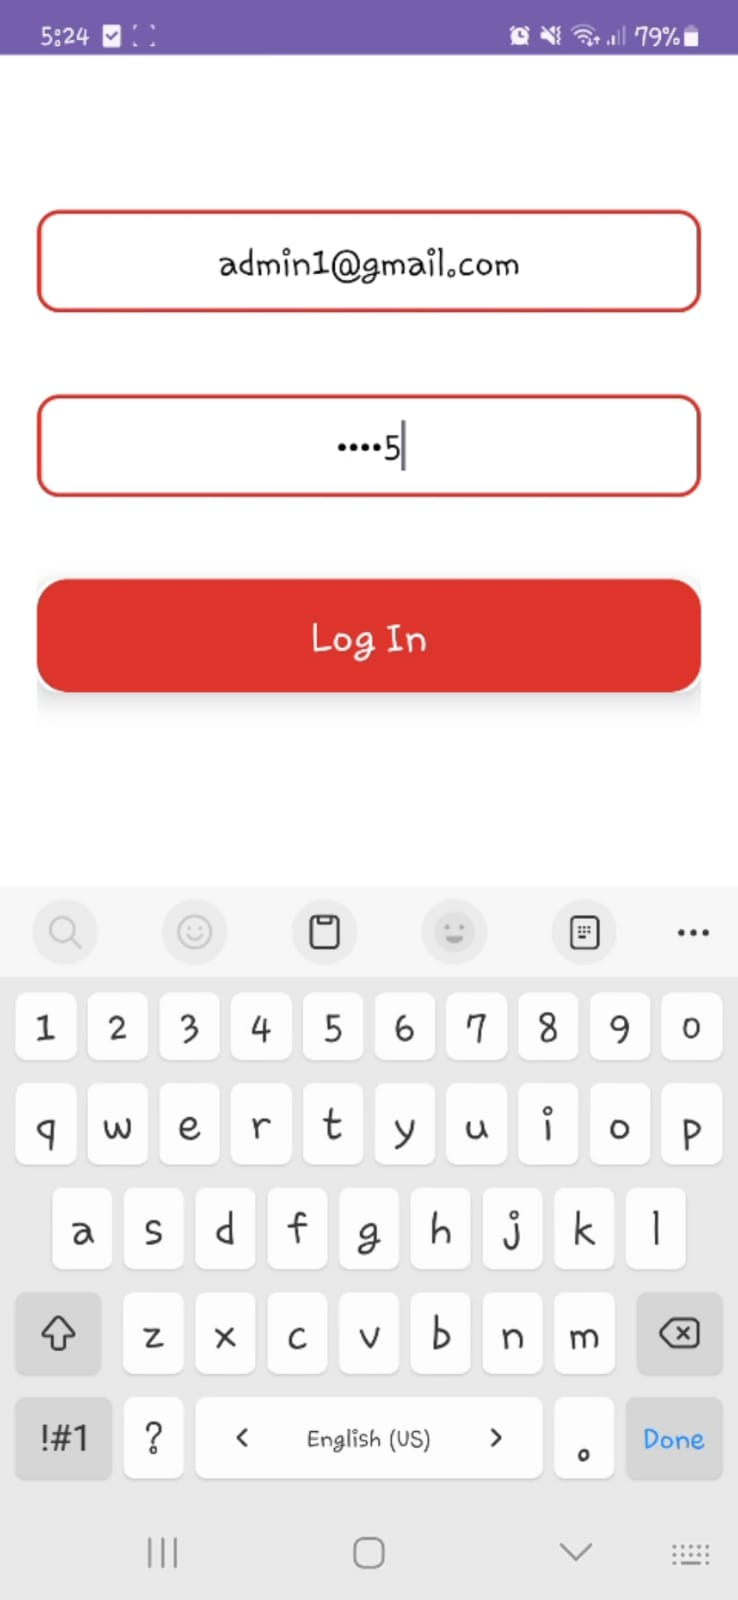 5:24 79%
admin1@gmail.com
••••5
Log In
1 2 3 4 5 6 7 8 9 0
q w e r t y u i o p
a s d f g h j k l
z x c v b n m
!#1 ? < English (US) > . Done